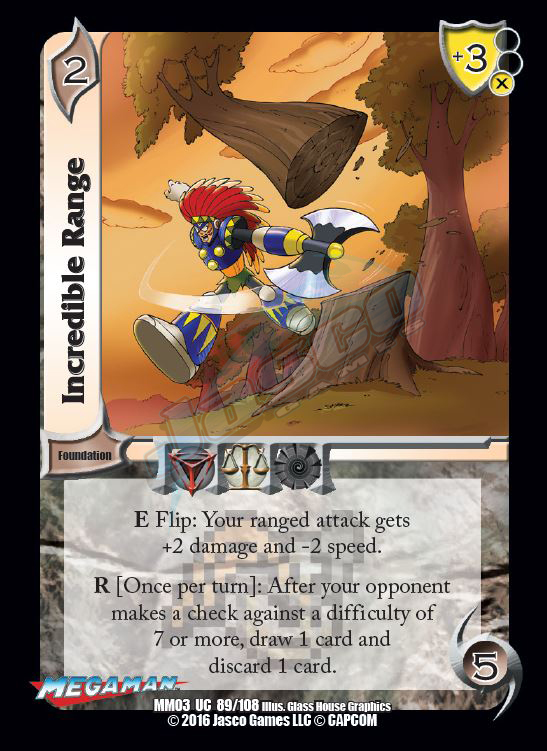 2
+3
X
Incredible Range
Jasco
Foundation
E Flip: Your ranged attack gets
+2 damage and -2 speed.
R [Once per turn]: After your opponent
makes a check against a difficulty of
7 or more, draw 1 card and
discard 1 card.
5
MEGAMAN™
MM03 UC 89/108 Illus. Glass House Graphics
© 2016 Jasco Games LLC © CAPCOM